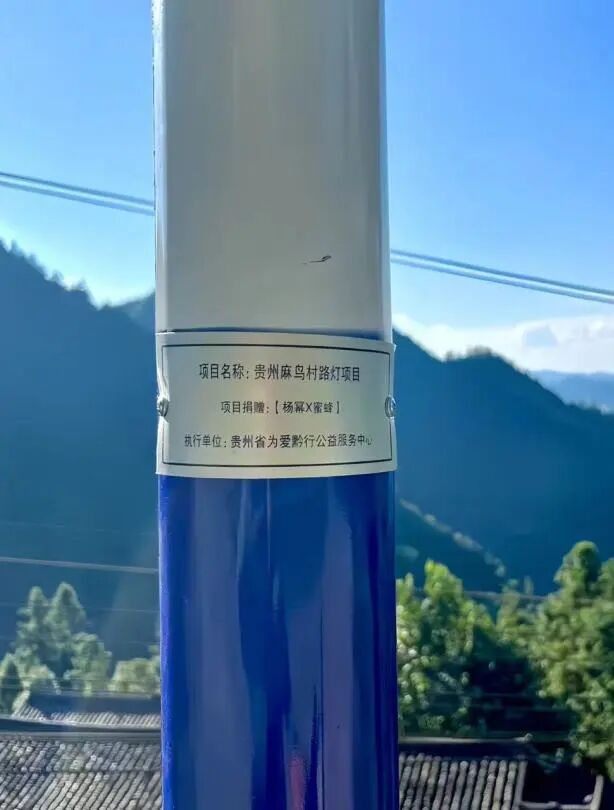 项目名称：贵州麻鸟村路灯项目
项目捐赠：【杨幂X蜜蜂】
执行单位：贵州省为爱黔行公益服务中心